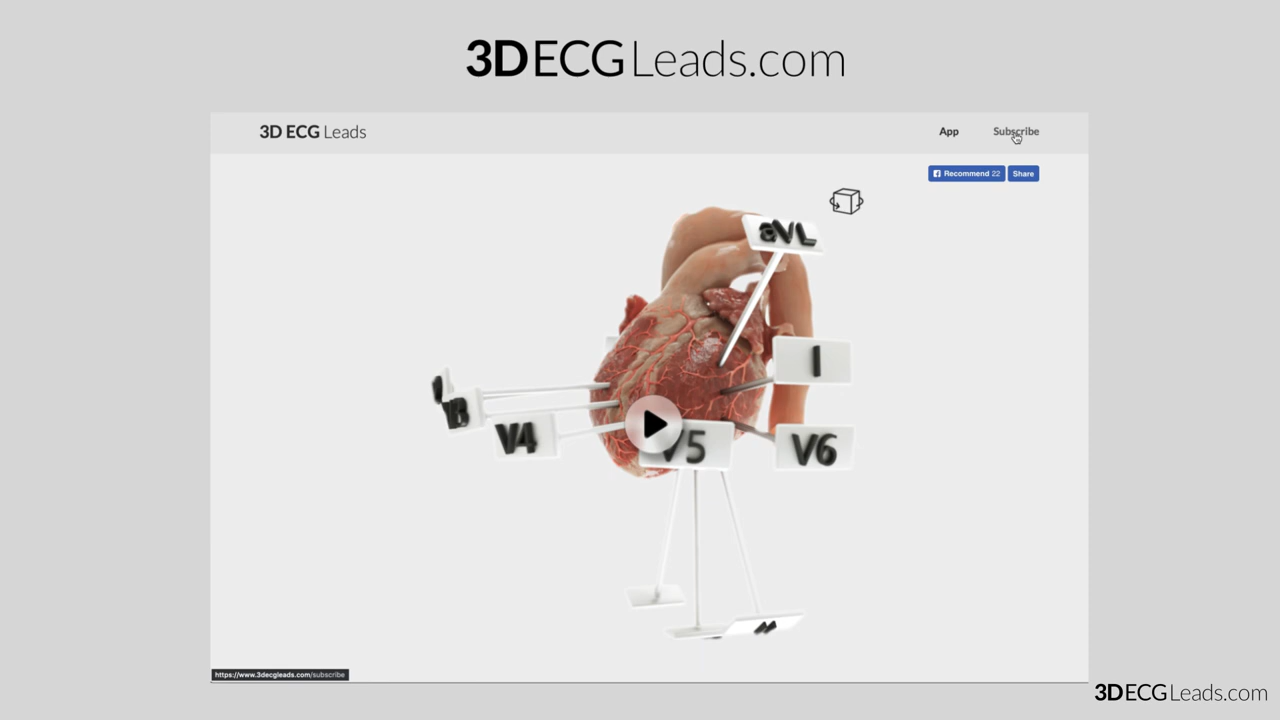 3DECGLeads.com
3D ECG Leads
App
Subscribe
Recommend 22
Share
aVL
I
V4
V5
V6
https://www.3decgleads.com/subscribe
3DECGLeads.com